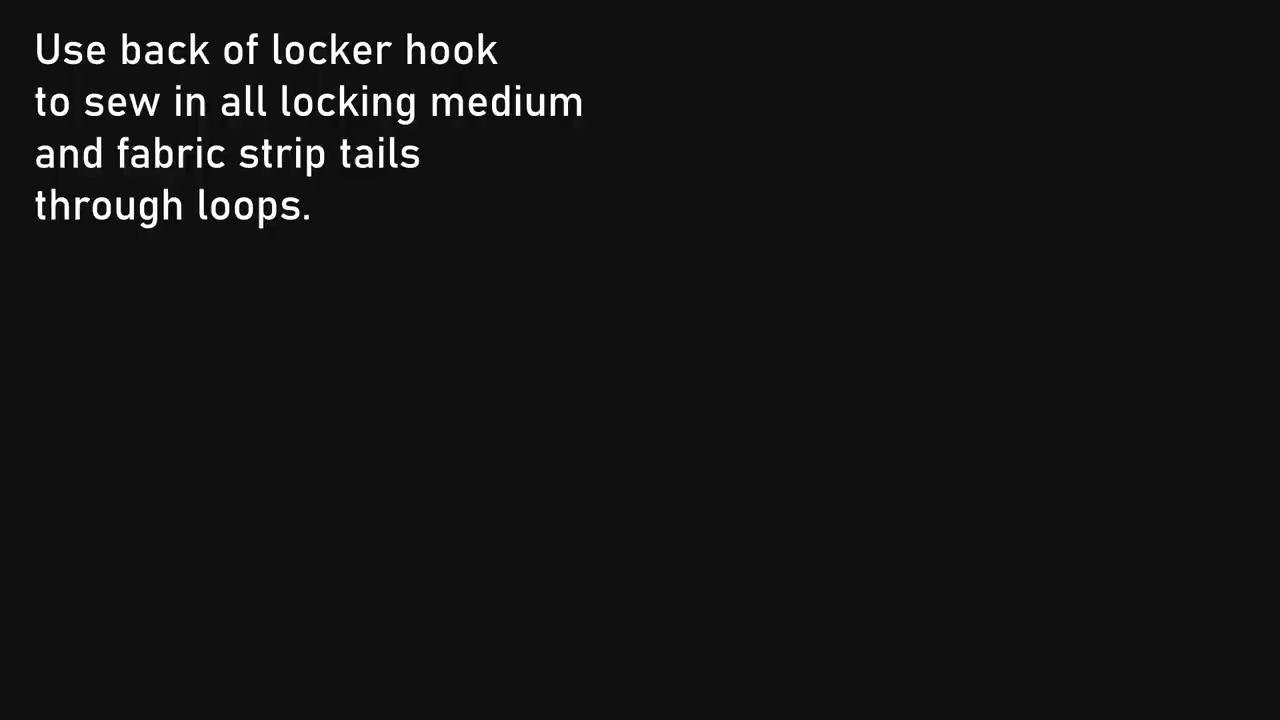 Use back of locker hook
to sew in all locking medium
and fabric strip tails
through loops.